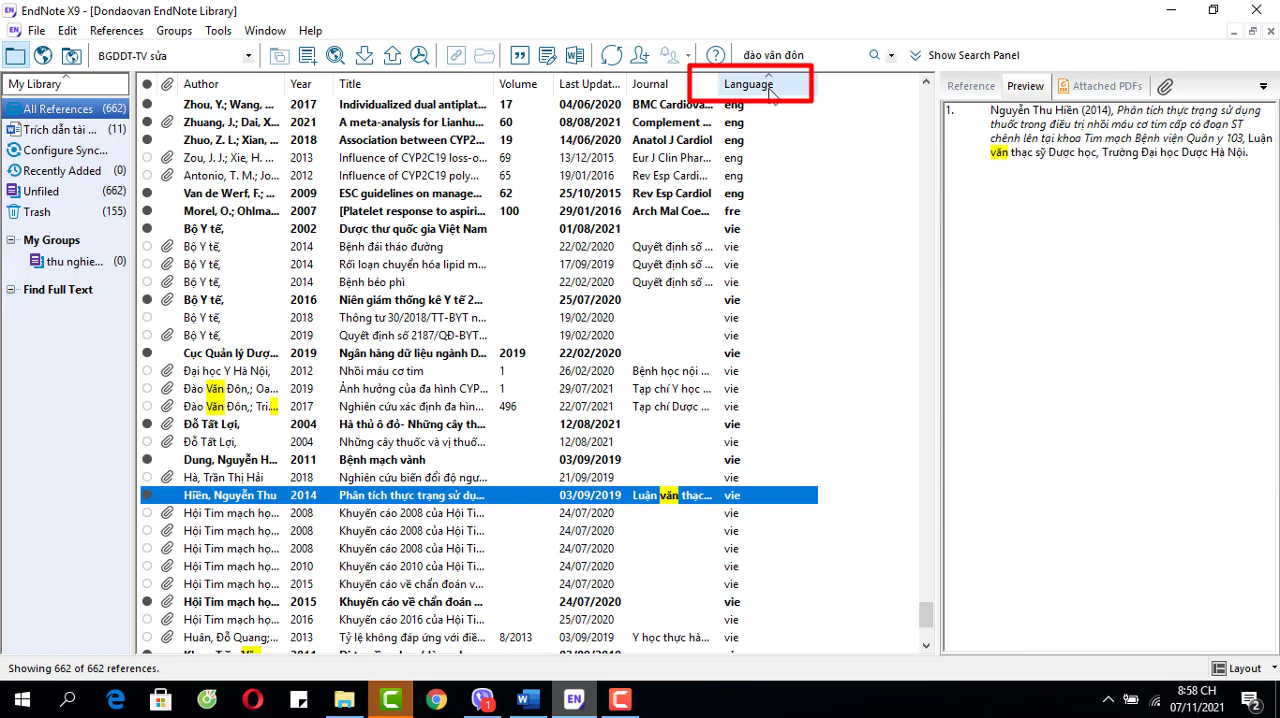 EndNote X9 - [Dondaovan EndNote Library]
File Edit References Groups Tools Window Help
BGDDT-TV sửa
đào văn đôn
Show Search Panel
My Library
All References (662)
Trích dẫn tài ... (11)
Configure Sync...
Recently Added (0)
Unfiled (662)
Trash (155)
My Groups
thu nghie... (0)
Find Full Text
Author Year Title Volume Last Updat... Journal Language
Zhou, Y.; Wang, ... 2017 Individualized dual antiplat... 17 04/06/2020 BMC Cardiova... eng
Zhuang, J.; Dai, X... 2021 A meta-analysis for Lianhu... 60 08/08/2021 Complement ... eng
Zhuo, Z. L.; Xian, ... 2018 Association between CYP2... 19 04/06/2020 Anatol J Cardiol eng
Zou, J. J.; Xie, H. ... 2013 Influence of CYP2C19 loss-o... 69 13/12/2015 Eur J Clin Phar... eng
Antonio, T. M.; Jo... 2018 Influence of CYP2C19 poly... 65 19/01/2016 Rev Esp Cardi... eng
Van de Werf, F.; ... 2009 ESC guidelines on manage... 62 25/10/2015 Rev Esp Cardiol eng
Morel, O.; Ohlma... 2007 [Platelet response to aspiri... 100 29/01/2016 Arch Mal Coe... fre
Bộ Y tế, 2002 Dược thư quốc gia Việt Nam 01/08/2021 vie
Bộ Y tế, 2014 Bệnh đái tháo đường 22/02/2020 Quyết định số ... vie
Bộ Y tế, 2014 Rối loạn chuyển hóa lipid m... 17/09/2019 Quyết định số ... vie
Bộ Y tế, 2014 Bệnh béo phì 22/02/2020 Quyết định số ... vie
Bộ Y tế, 2016 Niên giám thống kê Y tế 2... 25/07/2020 vie
Bộ Y tế, 2018 Thông tư 30/2018/TT-BYT n... 19/02/2020 vie
Bộ Y tế, 2019 Quyết định số 2187/QĐ-BYT 19/02/2020 vie
Cục Quản lý Dượ... 2019 Ngân hàng dữ liệu ngành D... 2019 22/02/2020 vie
Đại học Y Hà Nội, 2012 Nhồi máu cơ tim 1 26/02/2020 Bệnh học nội ... vie
Đào Văn Đôn,; Oa... 2019 Ảnh hưởng của đa hình CYP... 1 29/07/2021 Tạp chí Y học ... vie
Đào Văn Đôn,; Tri.... 2017 Nghiên cứu xác định đa hìn... 496 22/07/2021 Tạp chí Dược ... vie
Đỗ Tất Lợi, 2004 Hà thủ ô đỏ- Những cây th... 12/08/2021 vie
Đỗ Tất Lợi, 2004 Những cây thuốc và vị thuố... 12/08/2021 vie
Dung, Nguyễn H... 2011 Bệnh mạch vành 03/09/2019 vie
Hà, Trần Thị Hải 2018 Nghiên cứu biến đổi độ ngư... 21/09/2019 vie
Hiền, Nguyễn Thu 2014 Phân tích thực trạng sử dụ... 03/09/2019 Luận văn thạc... vie
Hội Tim mạch họ... 2008 Khuyến cáo 2008 của Hội Ti... 24/07/2020 vie
Hội Tim mạch họ... 2008 Khuyến cáo 2008 của Hội Ti... 24/07/2020 vie
Hội Tim mạch họ... 2008 Khuyến cáo 2008 của Hội Ti... 24/07/2020 vie
Hội Tim mạch họ... 2010 Khuyến cáo 2010 của Hội Ti... 24/07/2020 vie
Hội Tim mạch họ... 2015 Khuyến cáo về chẩn đoán v... 24/07/2020 vie
Hội Tim mạch họ... 2015 Khuyến cáo về chẩn đoán ... 24/07/2020 vie
Hội Tim mạch họ... 2016 Khuyến cáo 2016 của Hội Ti... 25/07/2020 vie
Huân, Đỗ Quang;... 2013 Tỷ lệ không đáp ứng với điề... 8/2013 03/09/2019 Y học thực hà... vie
Reference Preview Attached PDFs
1. Nguyễn Thu Hiền (2014), Phân tích thực trạng sử dụng
thuốc trong điều trị nhồi máu cơ tim cấp có đoạn ST
chênh lên tại khoa Tim mạch Bệnh viện Quân y 103, Luận
văn thạc sỹ Dược học, Trường Đại học Dược Hà Nội.
Showing 662 of 662 references.
Layout
8:58 CH
07/11/2021